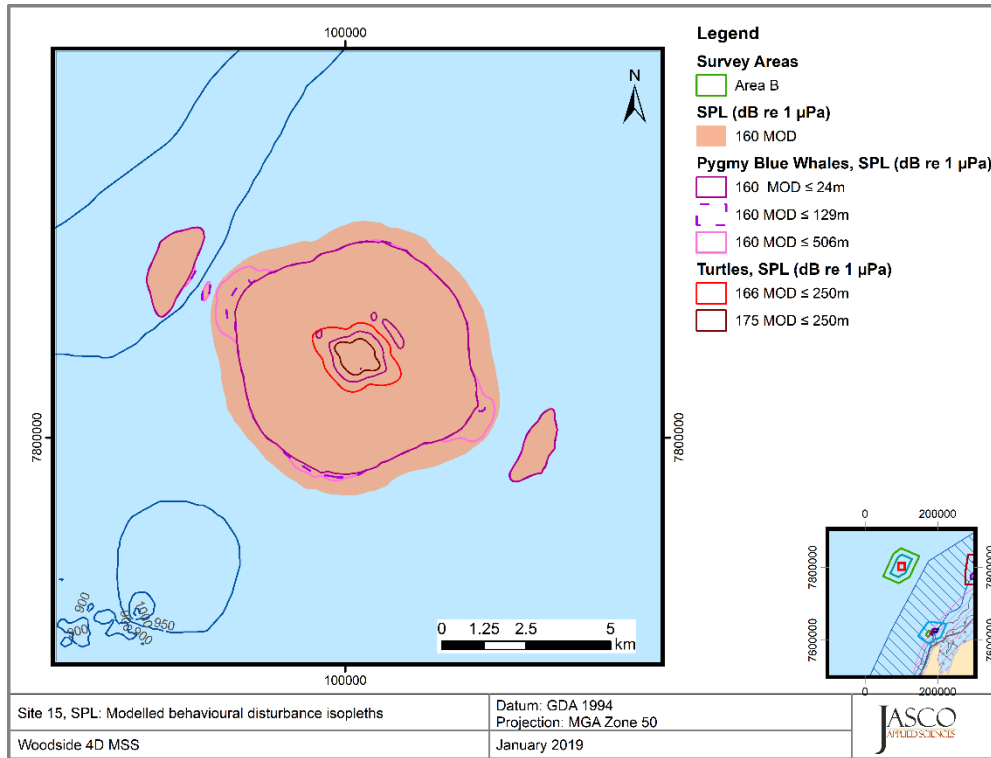 100000
N
7800000
7800000
900
900
1000
950
900
0 1.25 2.5 5
km
100000
Legend
Survey Areas
Area B
SPL (dB re 1 µPa)
160 MOD
Pygmy Blue Whales, SPL (dB re 1 µPa)
160 MOD ≤ 24m
160 MOD ≤ 129m
160 MOD ≤ 506m
Turtles, SPL (dB re 1 µPa)
166 MOD ≤ 250m
175 MOD ≤ 250m
0 200000
7800000
7800000
7600000
7600000
0 200000
Site 15, SPL: Modelled behavioural disturbance isopleths
Datum: GDA 1994
Projection: MGA Zone 50
Woodside 4D MSS
January 2019
JASCO
APPLIED SCIENCES